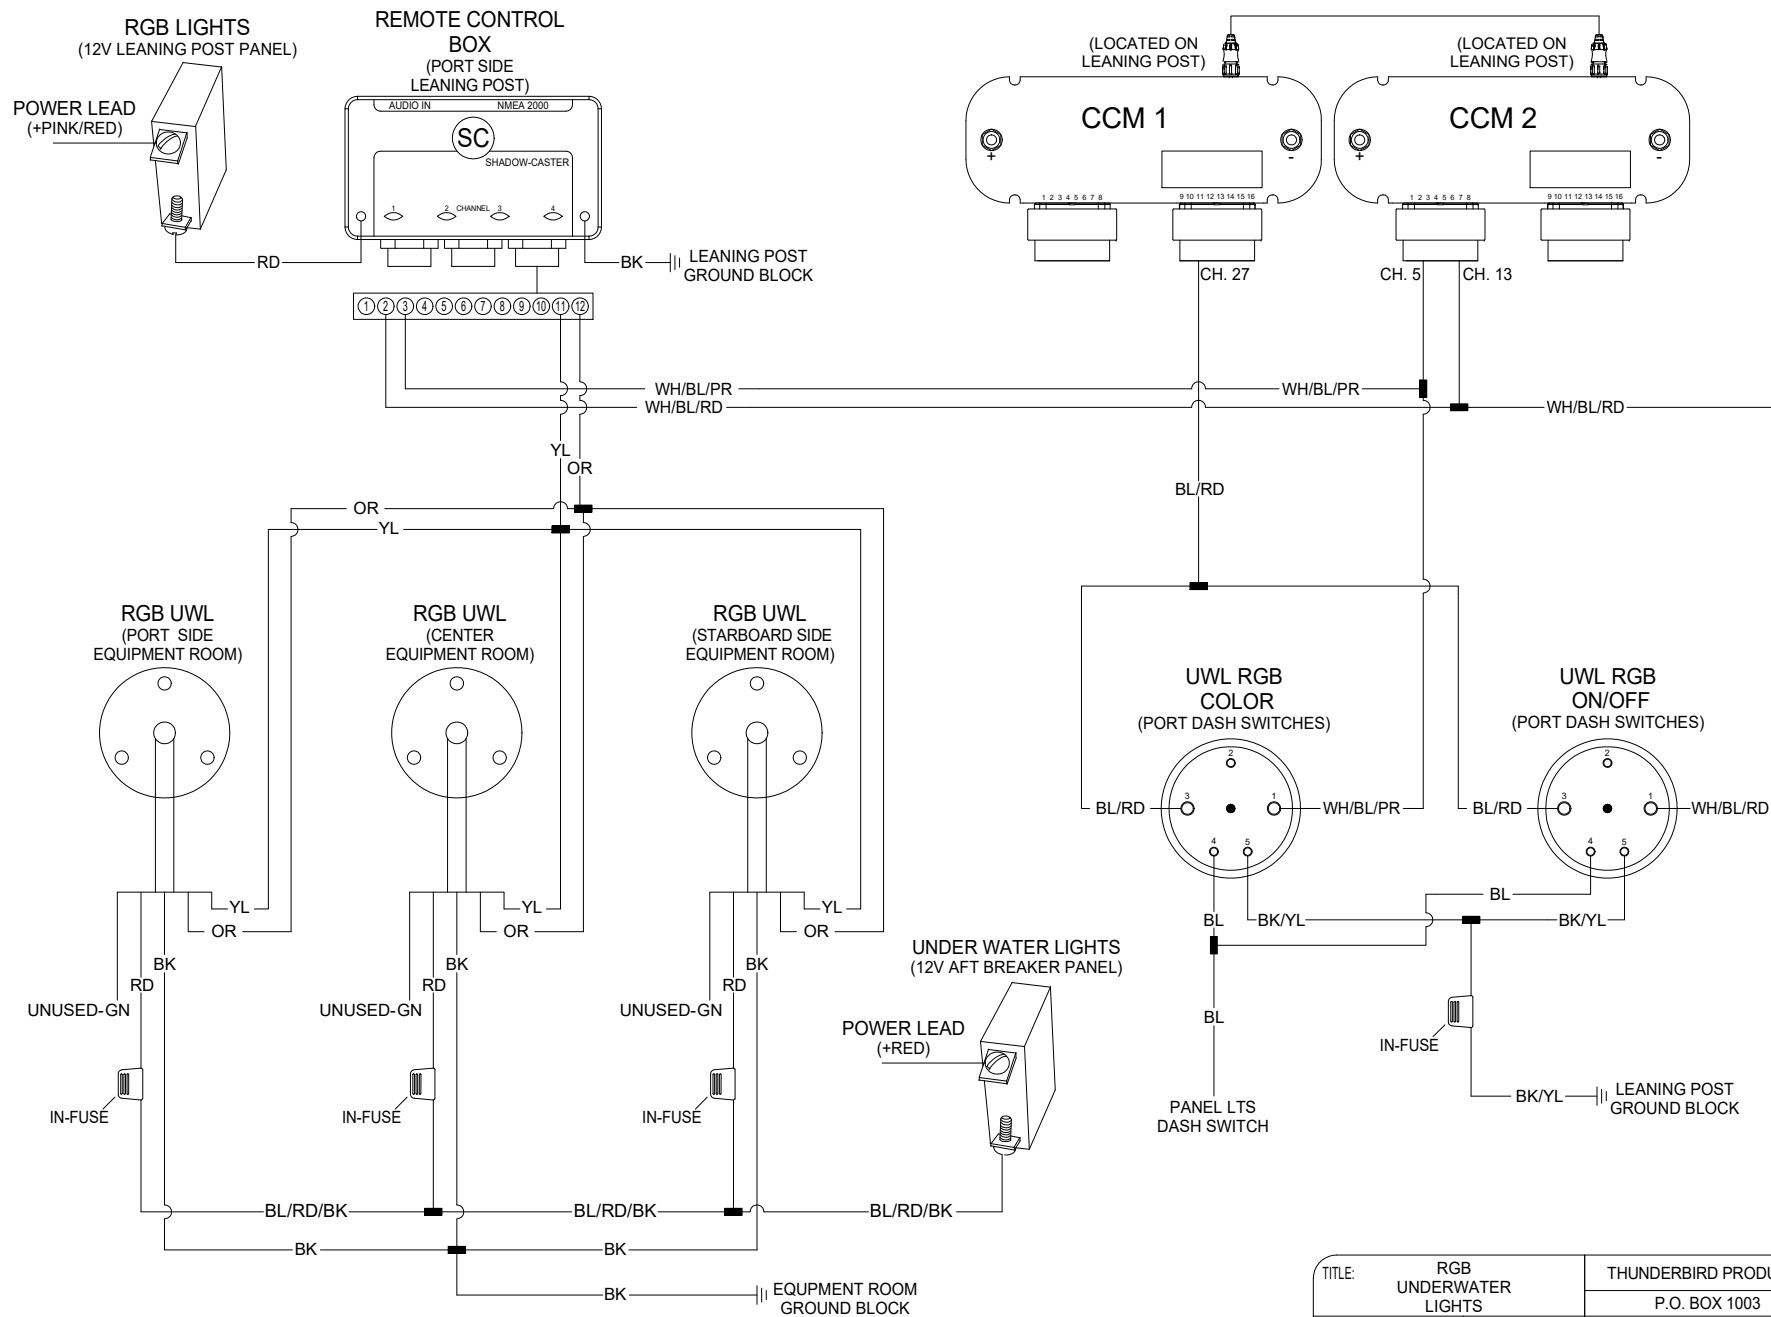 RGB LIGHTS
(12V LEANING POST PANEL)
POWER LEAD
(+PINK/RED)
RD
REMOTE CONTROL
BOX
(PORT SIDE
LEANING POST)
AUDIO IN
NMEA 2000
SC
SHADOW-CASTER
1 2 CHANNEL 3 4
BK
LEANING POST
GROUND BLOCK
1 2 3 4 5 6 7 8 9 10 11 12
(LOCATED ON
LEANING POST)
CCM 1
+ -
1 2 3 4 5 6 7 8
9 10 11 12 13 14 15 16
CH. 27
(LOCATED ON
LEANING POST)
CCM 2
+ -
1 2 3 4 5 6 7 8
9 10 11 12 13 14 15 16
CH. 5
CH. 13
WH/BL/PR
WH/BL/PR
WH/BL/RD
WH/BL/RD
YL
OR
BL/RD
OR
YL
RGB UWL
(PORT SIDE
EQUIPMENT ROOM)
RGB UWL
(CENTER
EQUIPMENT ROOM)
RGB UWL
(STARBOARD SIDE
EQUIPMENT ROOM)
UWL RGB
COLOR
(PORT DASH SWITCHES)
UWL RGB
ON/OFF
(PORT DASH SWITCHES)
2
3
1
4
5
BL/RD
WH/BL/PR
2
3
1
4
5
BL/RD
WH/BL/RD
YL
OR
BK
RD
UNUSED-GN
IN-FUSE
YL
OR
BK
RD
UNUSED-GN
IN-FUSE
YL
OR
BK
RD
UNUSED-GN
IN-FUSE
UNDER WATER LIGHTS
(12V AFT BREAKER PANEL)
POWER LEAD
(+RED)
BL
BL
BK/YL
BK/YL
BL
PANEL LTS
DASH SWITCH
IN-FUSE
BK/YL
LEANING POST
GROUND BLOCK
BL/RD/BK
BL/RD/BK
BL/RD/BK
BK
BK
BK
EQUPMENT ROOM
GROUND BLOCK
TITLE:
RGB
UNDERWATER
LIGHTS
THUNDERBIRD PRODU
P.O. BOX 1003